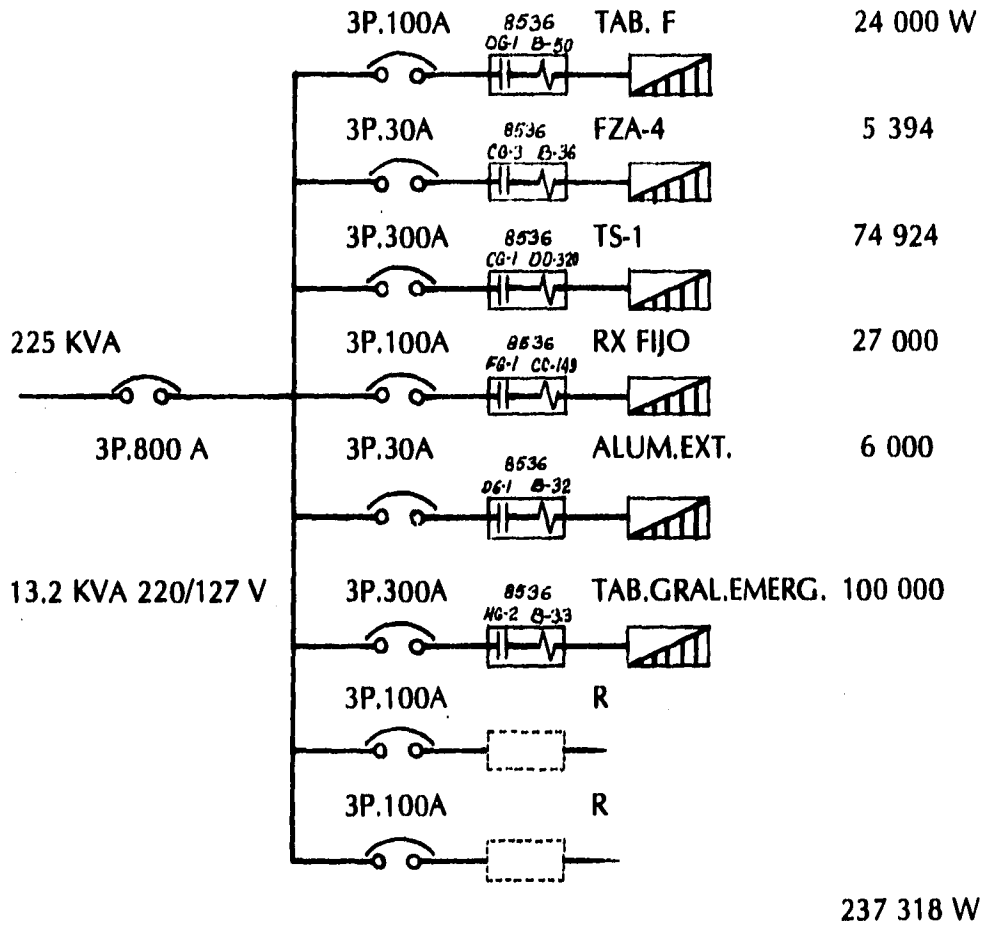 3P.100A 8536 TAB. F 24 000 W
DG-1 B-50
3P.30A 8536 FZA-4 5 394
CG-3 B-36
3P.300A 8536 TS-1 74 924
CG-1 DD-320
225 KVA 3P.100A 8536 RX FIJO 27 000
FG-1 CC-149
3P.800 A 3P.30A 8536 ALUM.EXT. 6 000
DG-1 B-32
13.2 KVA 220/127 V 3P.300A 8536 TAB.GRAL.EMERG. 100 000
HG-2 B-33
3P.100A R
3P.100A R
237 318 W